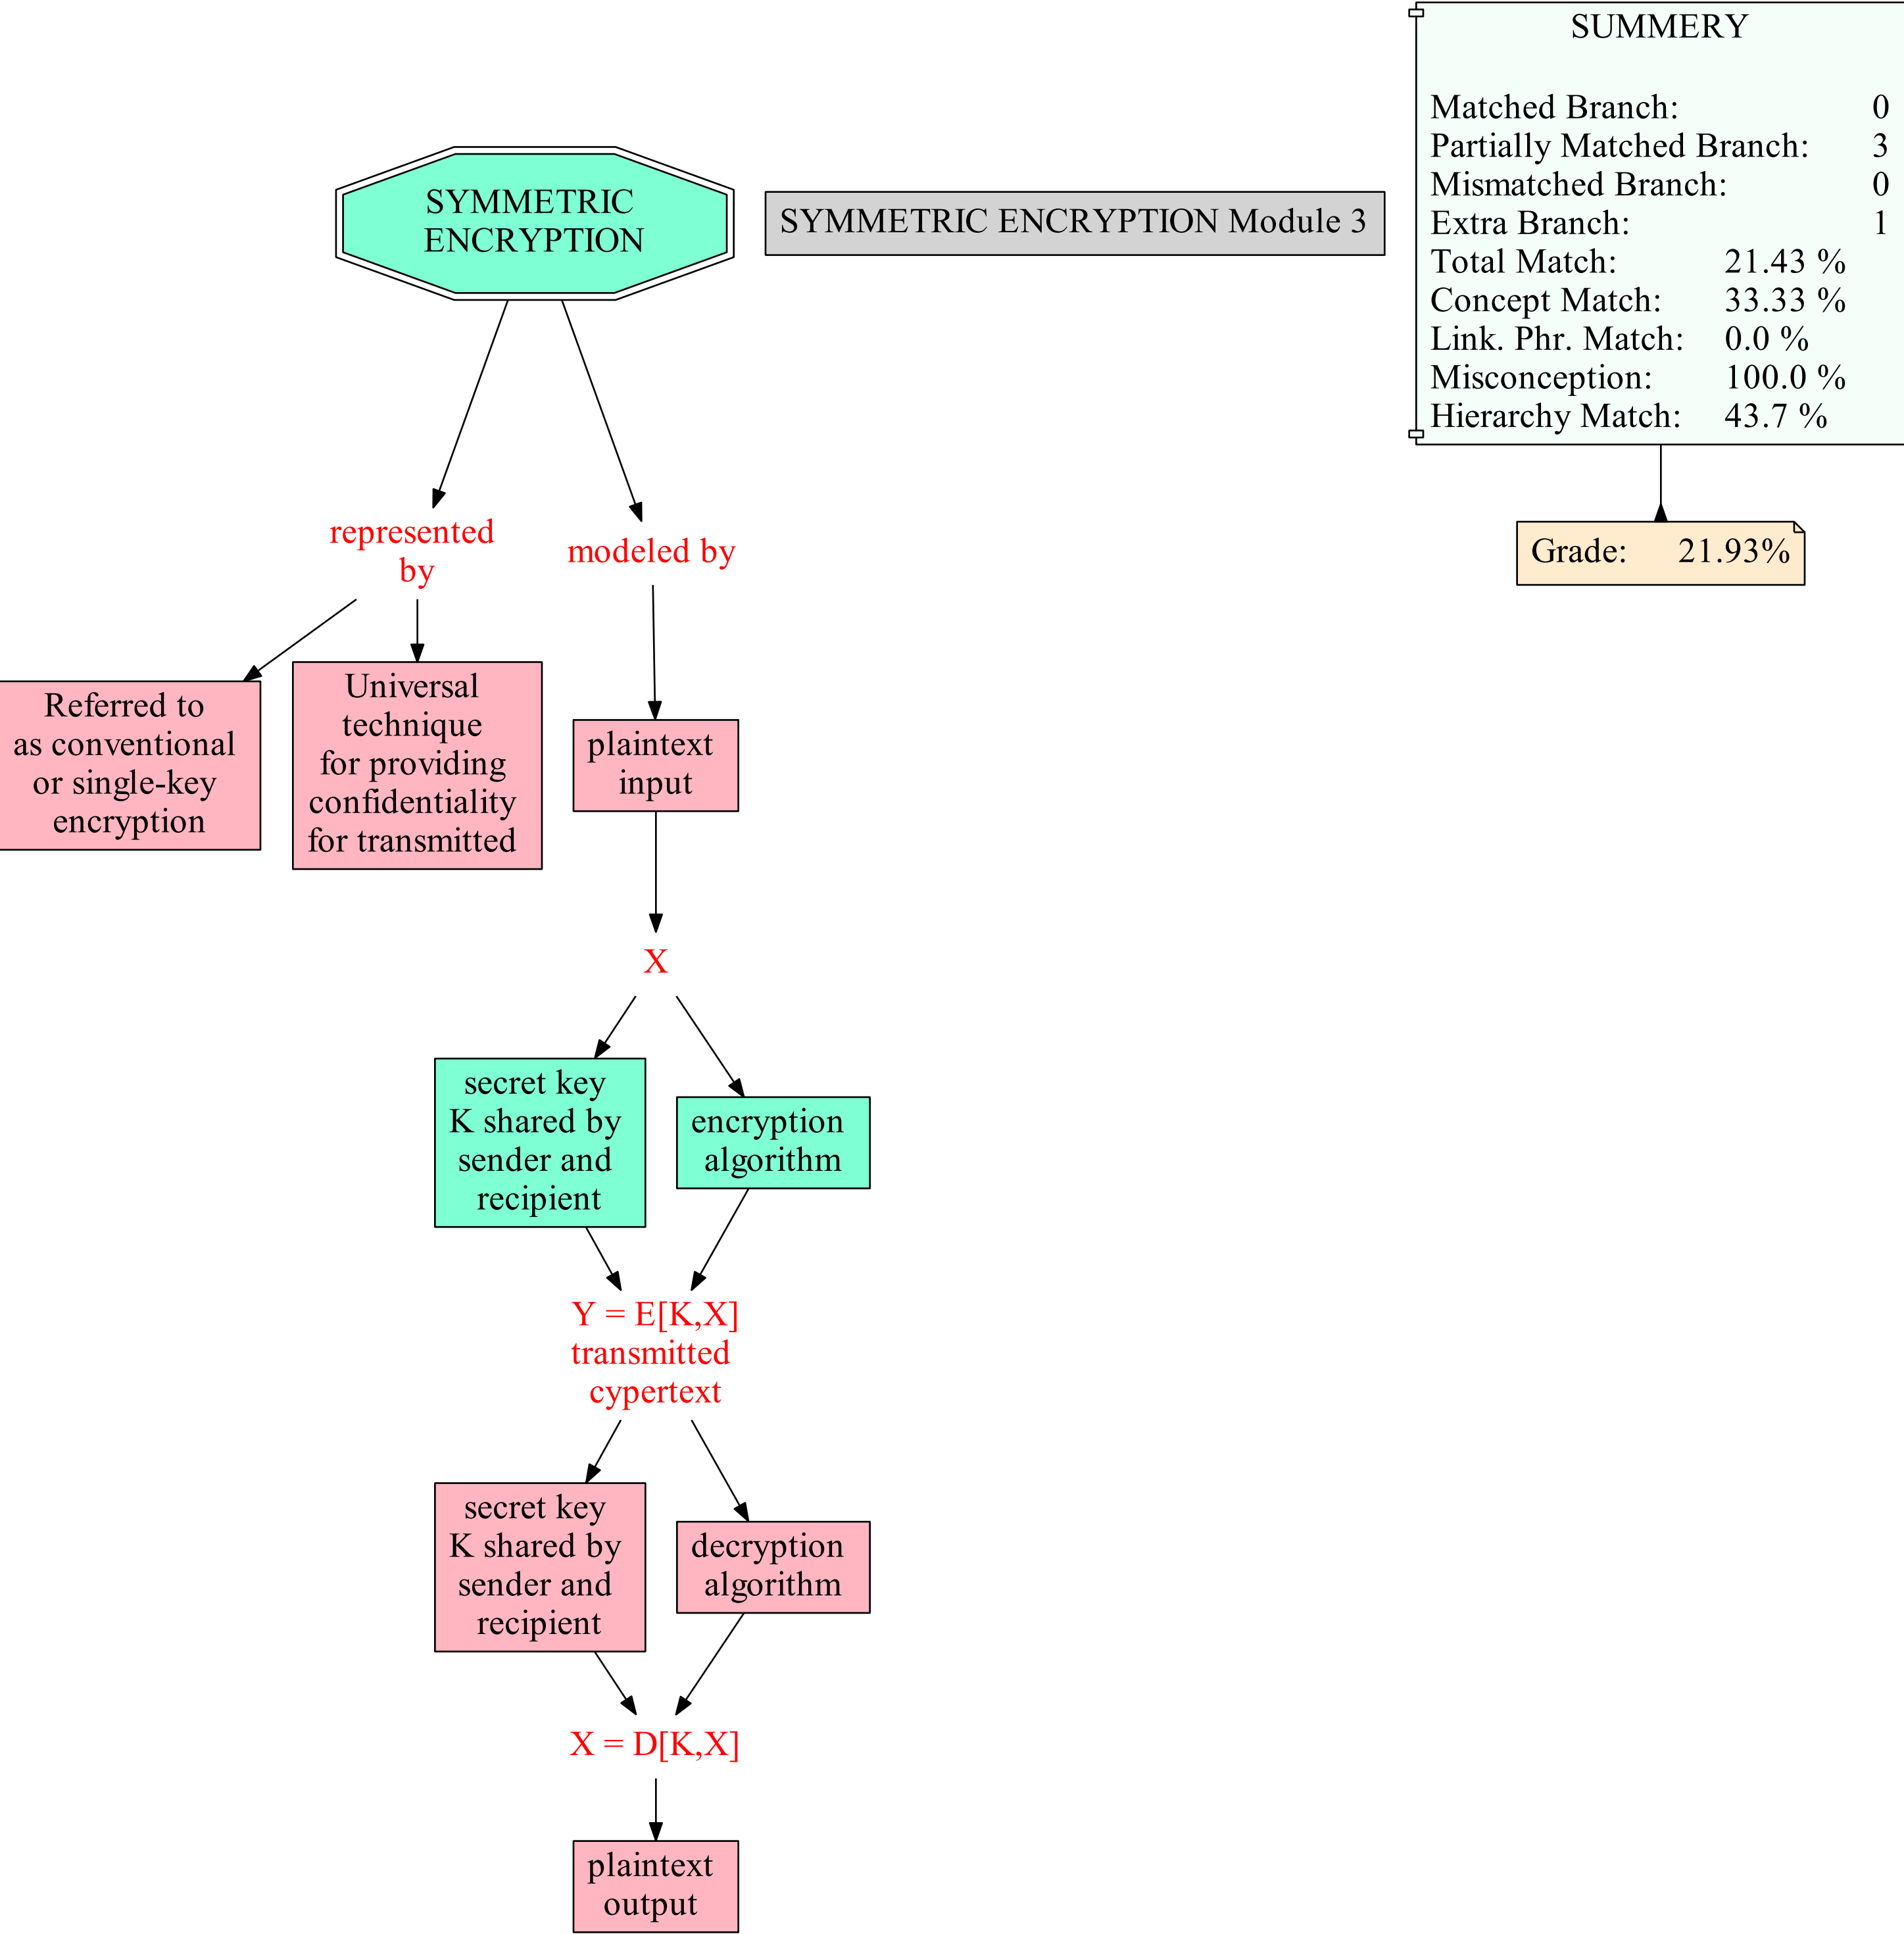 SYMMETRIC
ENCRYPTION
SYMMETRIC ENCRYPTION Module 3
SUMMERY
Matched Branch: 0
Partially Matched Branch: 3
Mismatched Branch: 0
Extra Branch: 1
Total Match: 21.43 %
Concept Match: 33.33 %
Link. Phr. Match: 0.0 %
Misconception: 100.0 %
Hierarchy Match: 43.7 %
Grade: 21.93%
represented
by
modeled by
Referred to
as conventional
or single-key
encryption
Universal
technique
for providing
confidentiality
for transmitted
plaintext
input
X
secret key
K shared by
sender and
recipient
encryption
algorithm
Y = E[K,X]
transmitted
cypertext
secret key
K shared by
sender and
recipient
decryption
algorithm
X = D[K,X]
plaintext
output